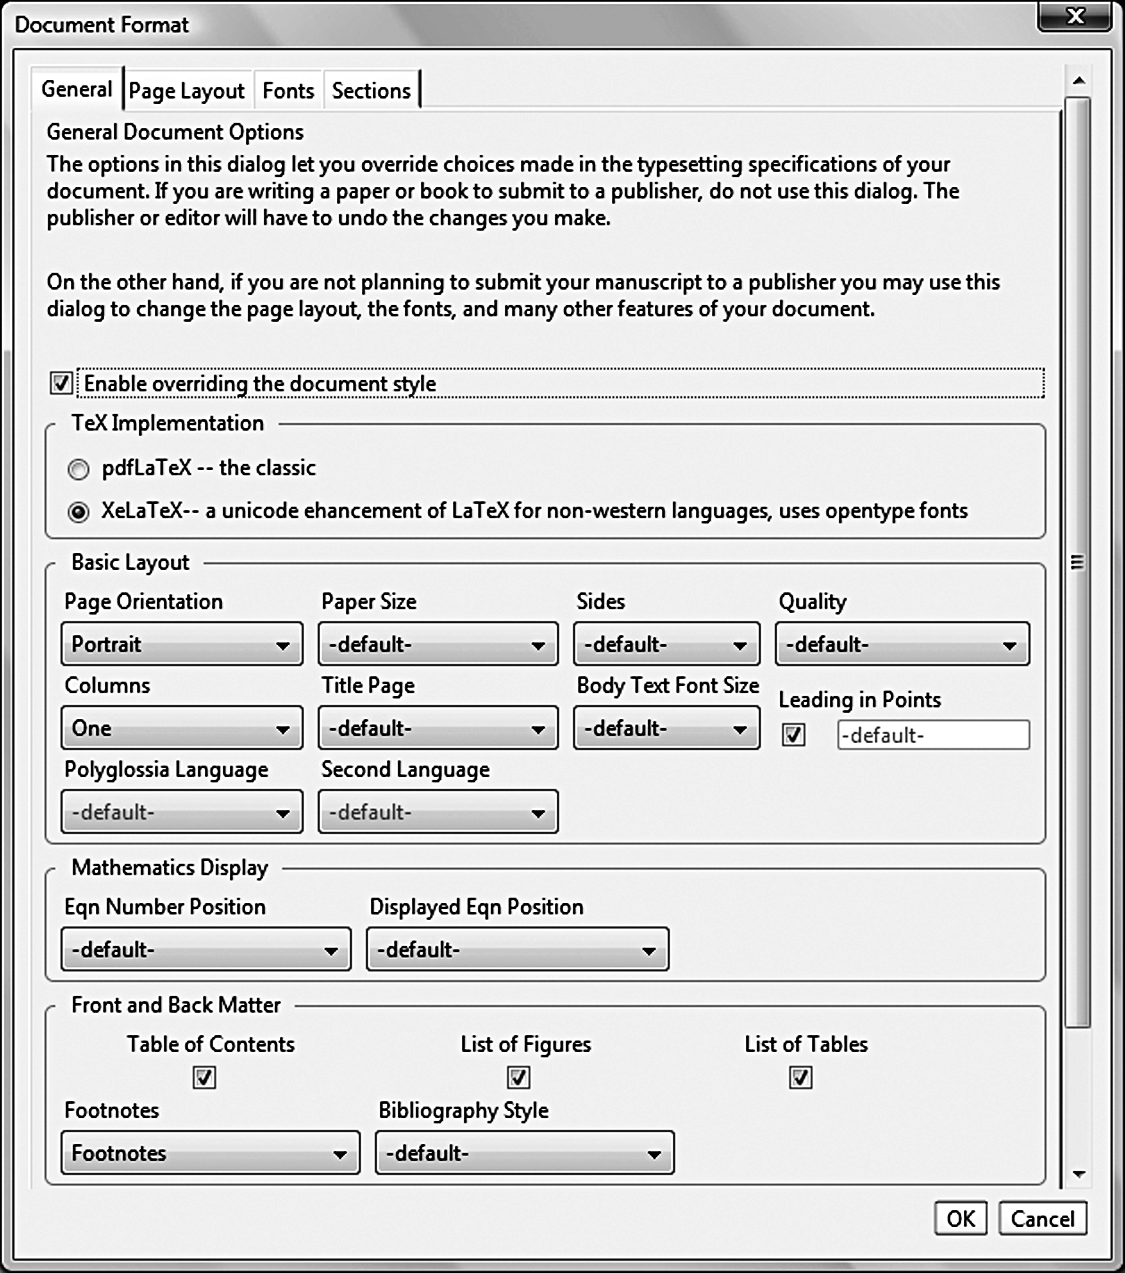 Document Format
X
General Page Layout Fonts Sections
General Document Options
The options in this dialog let you override choices made in the typesetting specifications of your
document. If you are writing a paper or book to submit to a publisher, do not use this dialog. The
publisher or editor will have to undo the changes you make.
On the other hand, if you are not planning to submit your manuscript to a publisher you may use this
dialog to change the page layout, the fonts, and many other features of your document.
Enable overriding the document style
TeX Implementation
pdfLaTeX -- the classic
XeLaTeX-- a unicode ehancement of LaTeX for non-western languages, uses opentype fonts
Basic Layout
Page Orientation Paper Size Sides Quality
Portrait -default- -default- -default-
Columns Title Page Body Text Font Size Leading in Points
One -default- -default- -default-
Polyglossia Language Second Language
-default- -default-
Mathematics Display
Eqn Number Position Displayed Eqn Position
-default- -default-
Front and Back Matter
Table of Contents List of Figures List of Tables
Footnotes Bibliography Style
Footnotes -default-
OK Cancel